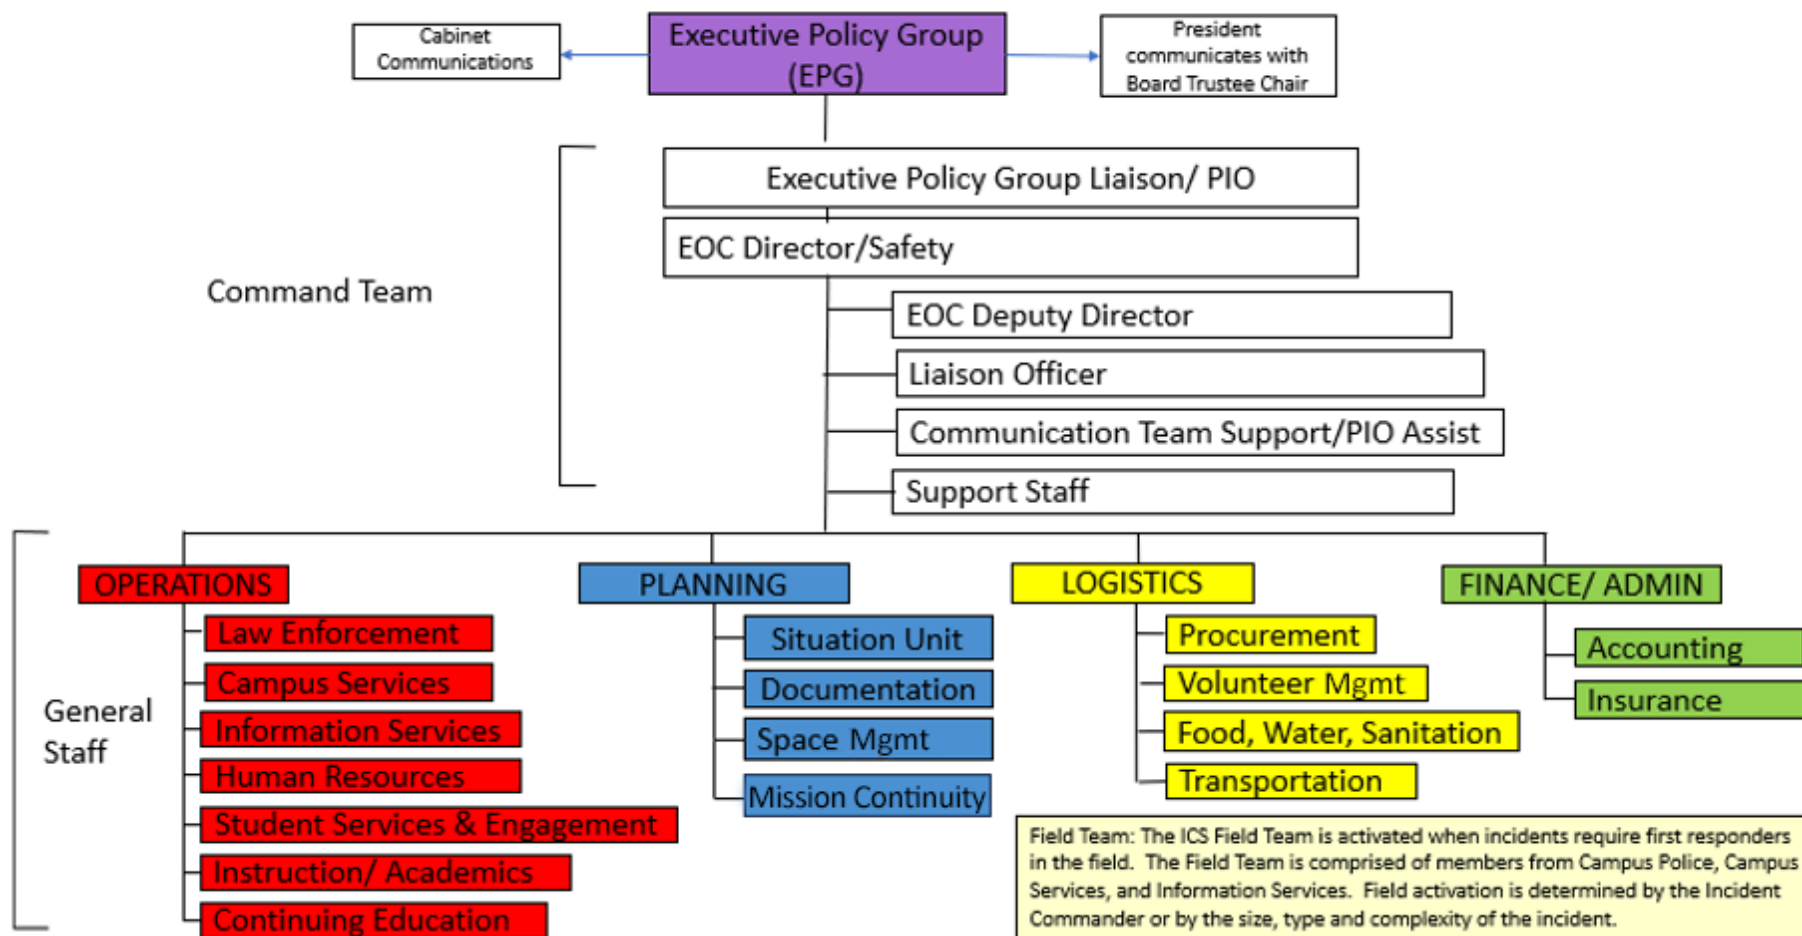 Cabinet
Communications
Executive Policy Group
(EPG)
President
communicates with
Board Trustee Chair
Executive Policy Group Liaison/ PIO
EOC Director/Safety
Command Team
EOC Deputy Director
Liaison Officer
Communication Team Support/PIO Assist
Support Staff
General
Staff
OPERATIONS
Law Enforcement
Campus Services
Information Services
Human Resources
Student Services & Engagement
Instruction/ Academics
Continuing Education
PLANNING
Situation Unit
Documentation
Space Mgmt
Mission Continuity
LOGISTICS
Procurement
Volunteer Mgmt
Food, Water, Sanitation
Transportation
FINANCE/ ADMIN
Accounting
Insurance
Field Team: The ICS Field Team is activated when incidents require first responders
in the field. The Field Team is comprised of members from Campus Police, Campus
Services, and Information Services. Field activation is determined by the Incident
Commander or by the size, type and complexity of the incident.